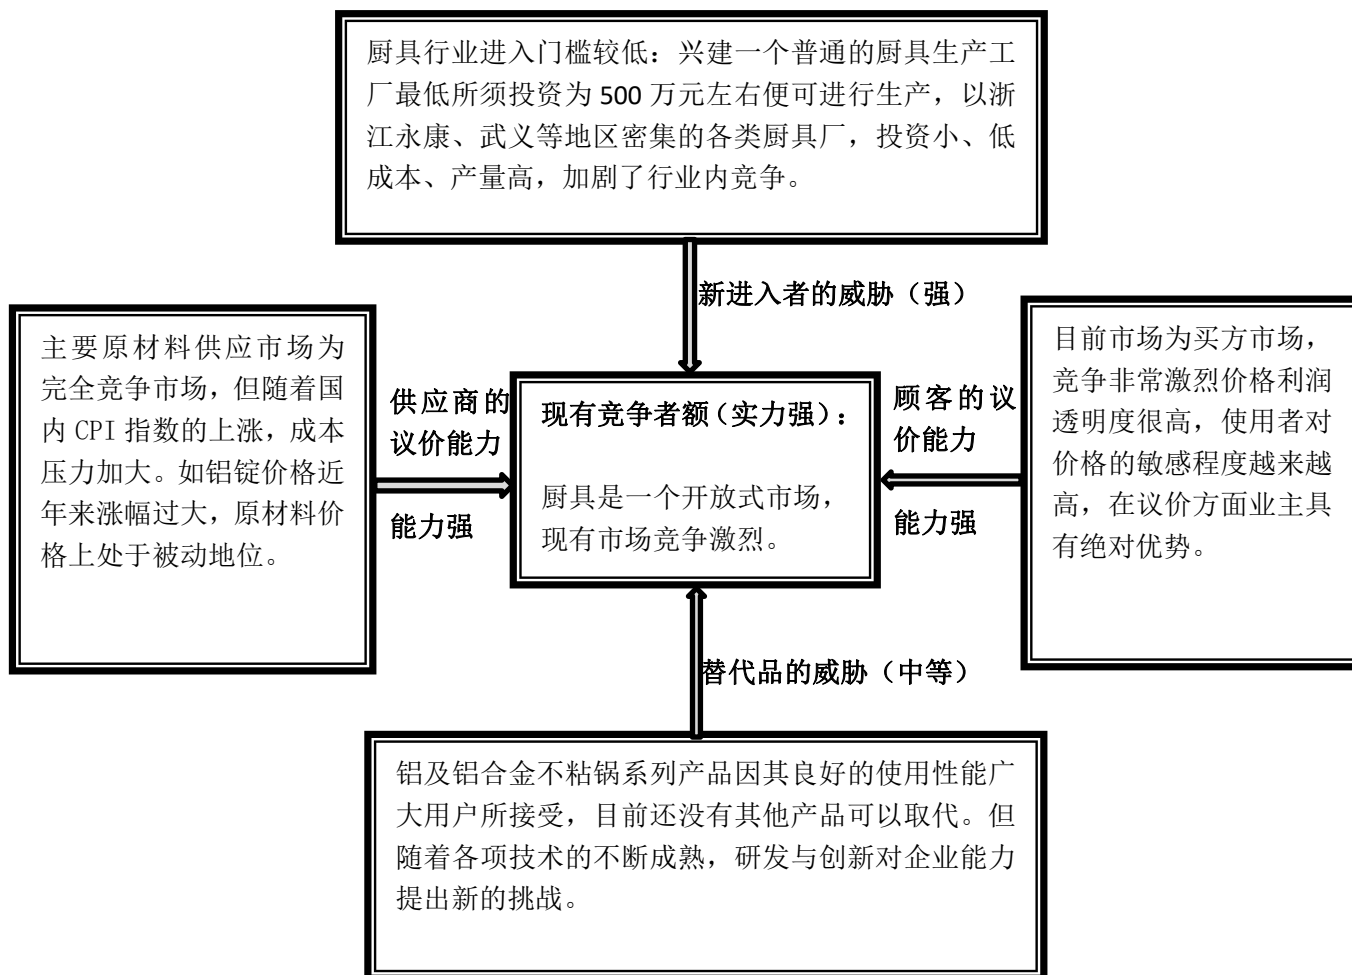 厨具行业进入门槛较低：兴建一个普通的厨具生产工
厂最低所须投资为 500 万元左右便可进行生产，以浙
江永康、武义等地区密集的各类厨具厂，投资小、低
成本、产量高，加剧了行业内竞争。
新进入者的威胁（强）
主要原材料供应市场为
完全竞争市场，但随着国
内 CPI 指数的上涨，成本
压力加大。如铝锭价格近
年来涨幅过大，原材料价
格上处于被动地位。
供应商的
议价能力
能力强
现有竞争者额（实力强）：
厨具是一个开放式市场，
现有市场竞争激烈。
顾客的议
价能力
能力强
目前市场为买方市场，
竞争非常激烈价格利润
透明度很高，使用者对
价格的敏感程度越来越
高，在议价方面业主具
有绝对优势。
替代品的威胁（中等）
铝及铝合金不粘锅系列产品因其良好的使用性能广
大用户所接受，目前还没有其他产品可以取代。但
随着各项技术的不断成熟，研发与创新对企业能力
提出新的挑战。